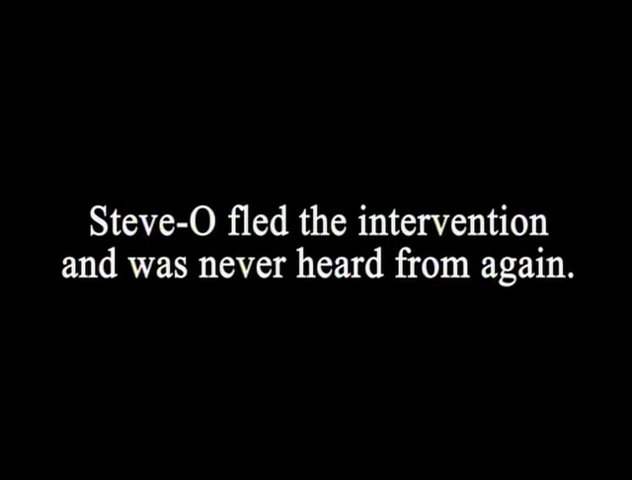 Steve-O fled the intervention
and was never heard from again.